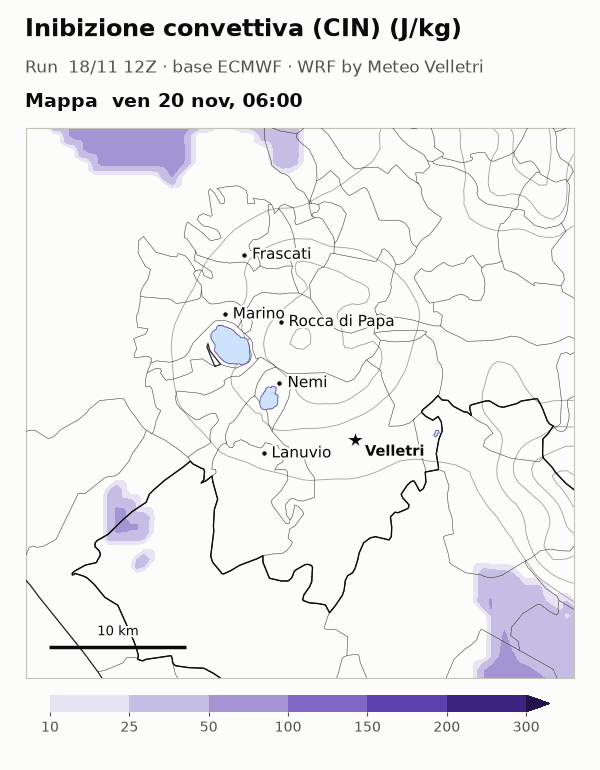 Inibizione convettiva (CIN) (J/kg)
Run  18/11 12Z · base ECMWF · WRF by Meteo Velletri
Mappa  ven 20 nov, 06:00
Frascati
Marino
Rocca di Papa
Nemi
Velletri
Lanuvio
10 km
10 25 50 100 150 200 300